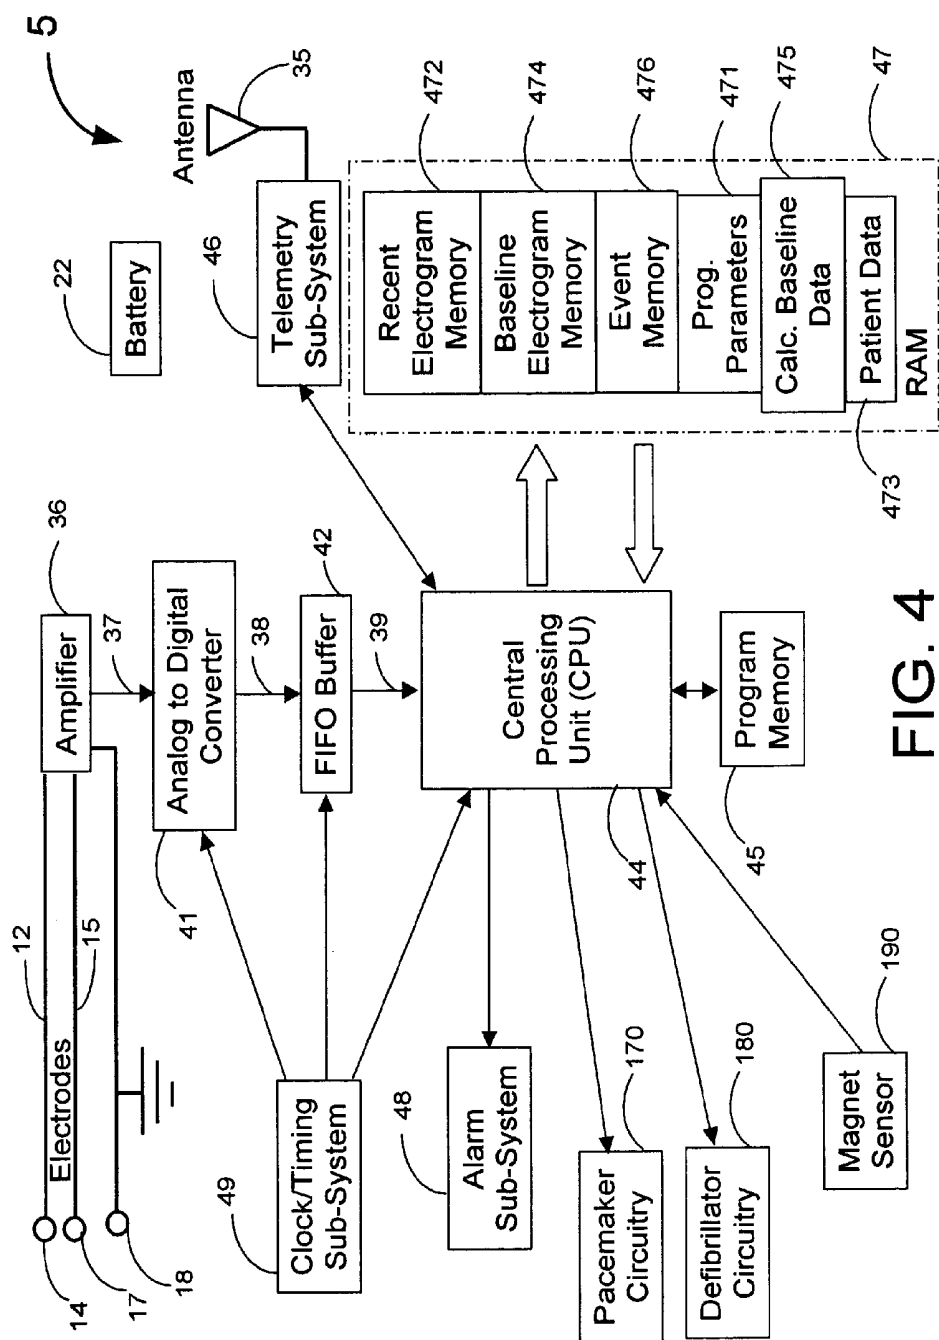 5
Antenna
35
22
Battery
46
Telemetry
Sub-System
36
Amplifier
37
12
15
Electrodes
14
17
18
Analog to Digital
Converter
41
38
42
FIFO Buffer
39
49
Clock/Timing
Sub-System
Central
Processing
Unit (CPU)
44
48
Alarm
Sub-System
Pacemaker
Circuitry
170
Defibrillator
Circuitry
180
Magnet
Sensor
190
Program
Memory
45
Recent
Electrogram
Memory
472
Baseline
Electrogram
Memory
474
Event
Memory
476
Prog.
Parameters
471
Calc. Baseline
Data
475
Patient Data
473
RAM
47
FIG. 4